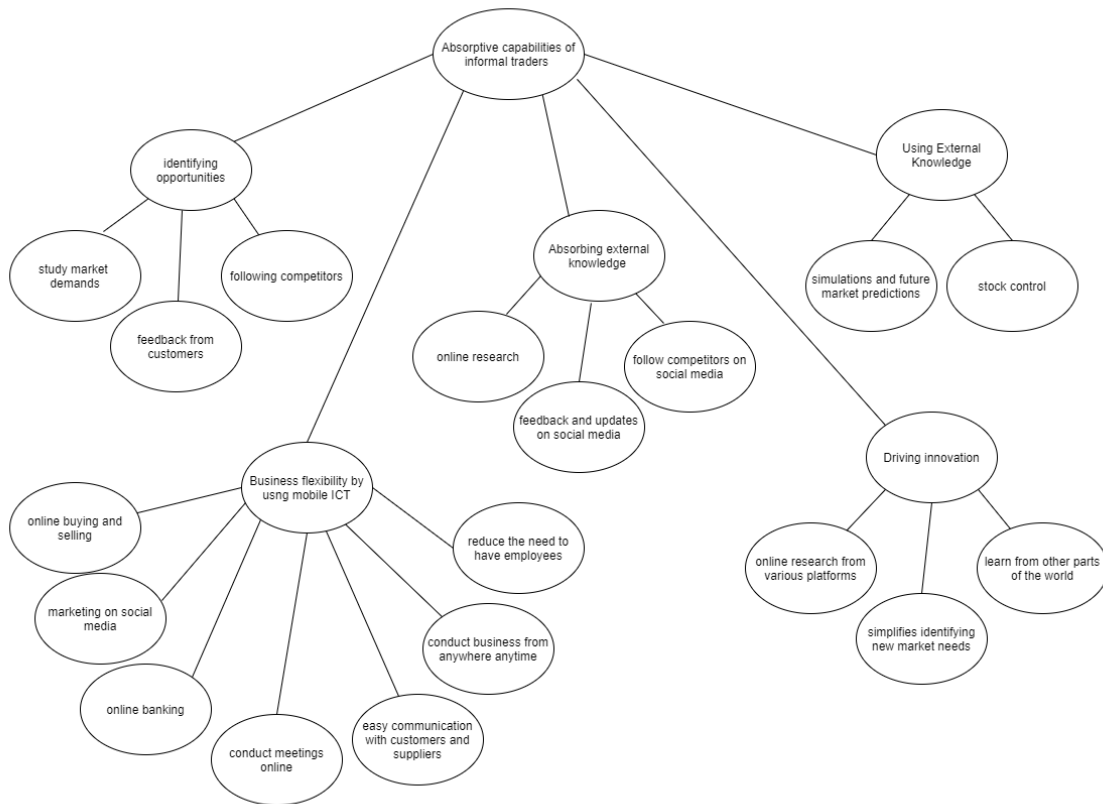 Absorptive capabilities of
informal traders
identifying
opportunities
study market
demands
feedback from
customers
following competitors
Business flexibility by
usng mobile ICT
online buying and
selling
marketing on social
media
online banking
conduct meetings
online
easy communication
with customers and
suppliers
conduct business from
anywhere anytime
reduce the need to
have employees
Absorbing external
knowledge
online research
feedback and updates
on social media
follow competitors on
social media
Driving innovation
online research from
various platforms
simplifies identifying
new market needs
learn from other parts
of the world
Using External
Knowledge
simulations and future
market predictions
stock control